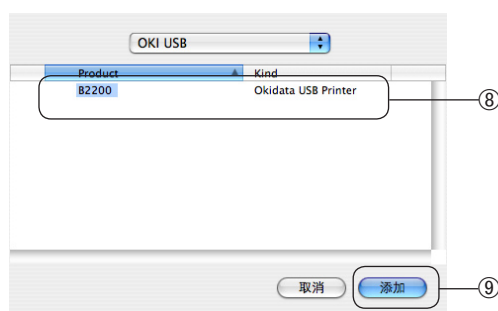 OKI USB
Product Kind
B2200 Okidata USB Printer
⑧
取消 添加 ⑨